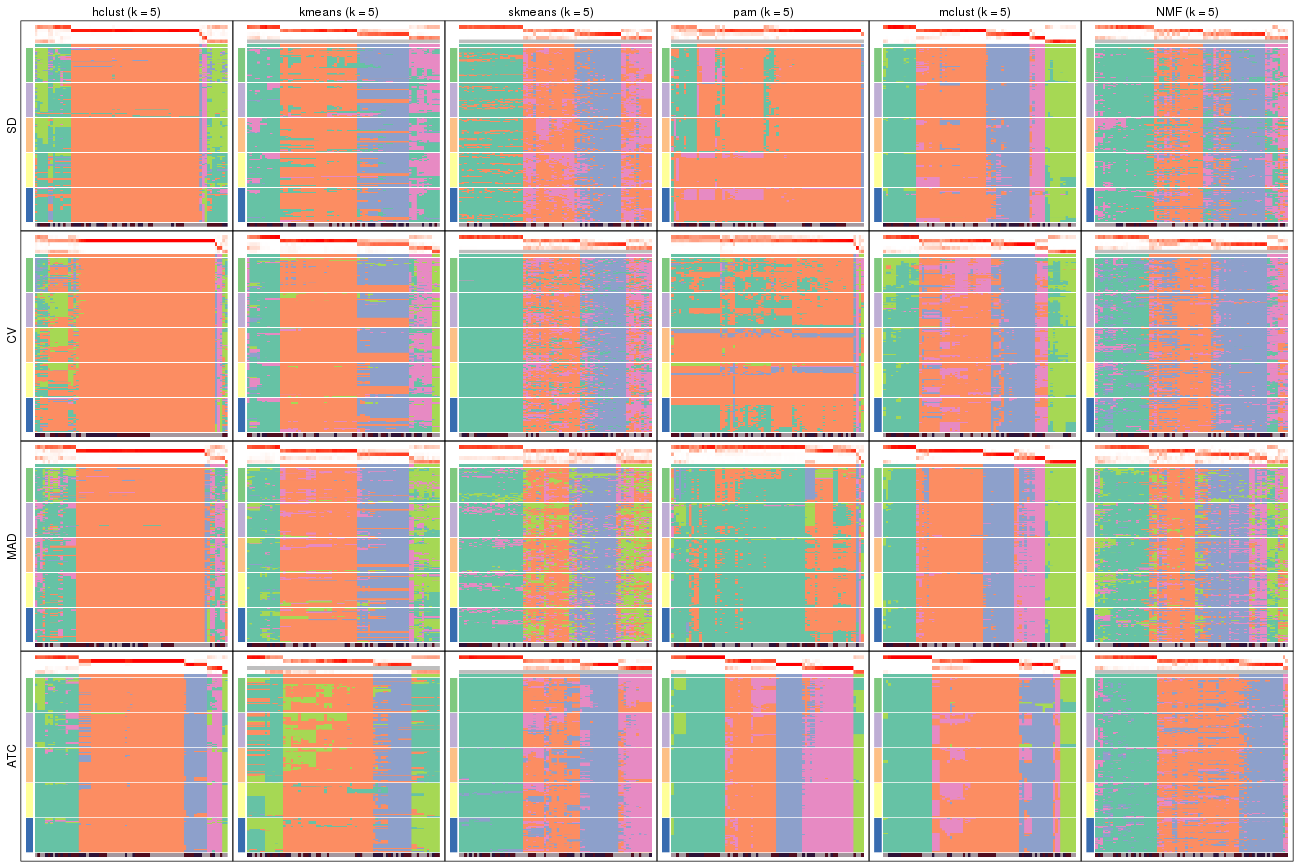 hclust (k = 5) kmeans (k = 5) skmeans (k = 5) pam (k = 5) mclust (k = 5) NMF (k = 5)
SD
CV
MAD
ATC